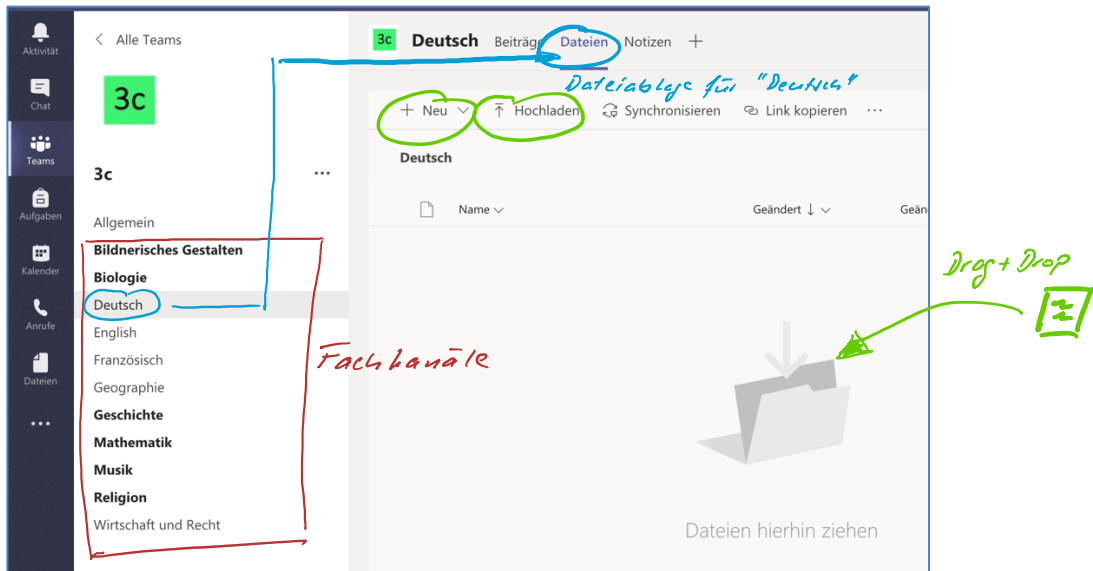 Aktivität
Chat
Teams
Aufgaben
Kalender
Anrufe
Dateien
Alle Teams
3c
3c
Allgemein
Bildnerisches Gestalten
Biologie
Deutsch
English
Französisch
Geographie
Geschichte
Mathematik
Musik
Religion
Wirtschaft und Recht
Fachkanäle
3c Deutsch Beiträge Dateien Notizen
Dateiablage für "Deutsch"
Neu Hochladen Synchronisieren Link kopieren
Deutsch
Name Geändert Geän
Drag + Drop
Dateien hierhin ziehen